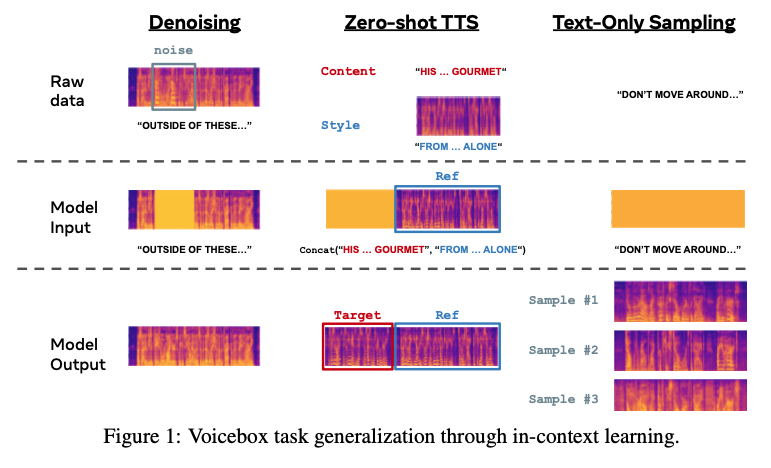 Denoising Zero-shot TTS Text-Only Sampling
noise
Raw data
Content "HIS ... GOURMET"
"DON'T MOVE AROUND..."
"OUTSIDE OF THESE..."
Style
"FROM ... ALONE"
Ref
Model Input
"OUTSIDE OF THESE..." Concat("HIS ... GOURMET", "FROM ... ALONE") "DON'T MOVE AROUND..."
Sample #1
Target Ref
Model Output
Sample #2
Sample #3
Figure 1: Voicebox task generalization through in-context learning.